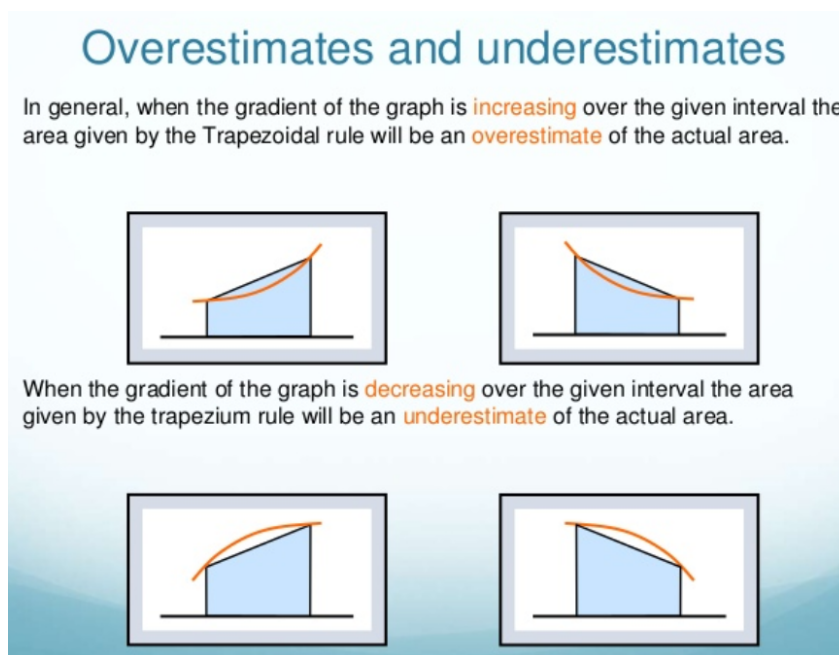 Overestimates and underestimates
In general, when the gradient of the graph is increasing over the given interval the
area given by the Trapezoidal rule will be an overestimate of the actual area.
When the gradient of the graph is decreasing over the given interval the area
given by the trapezium rule will be an underestimate of the actual area.